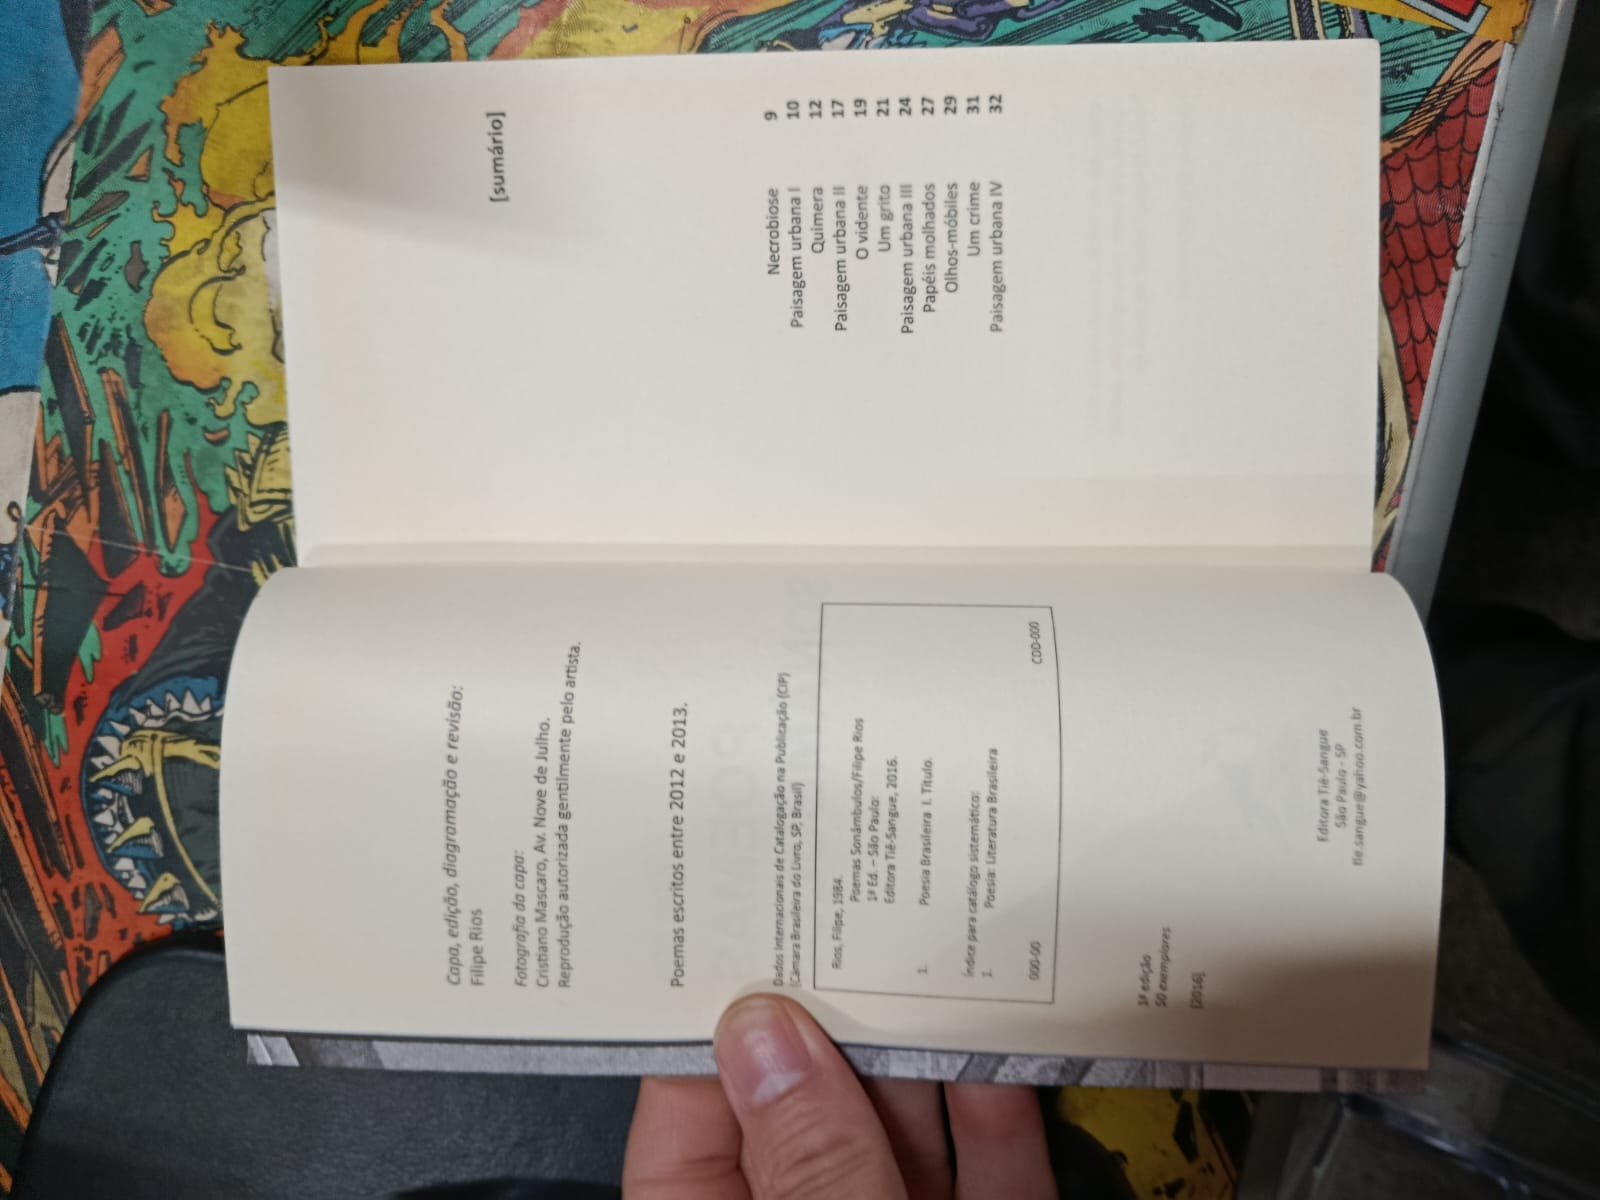 Capa, edição, diagramação e revisão:
Filipe Rios
Fotografia da capa:
Cristiano Mascaro, Av. Nove de Julho.
Reprodução autorizada gentilmente pelo artista.
Poemas escritos entre 2012 e 2013.
Dados Internacionais de Catalogação na Publicação (CIP)
(Câmara Brasileira do Livro, SP, Brasil)
Rios, Filipe, 1984.
Poemas Sonâmbulos/Filipe Rios
1ª Ed. – São Paulo:
Editora Tiê-Sangue, 2016.
1. Poesia Brasileira I. Título.
Índice para catálogo sistemático:
1. Poesia: Literatura Brasileira
000-00 CDD-000
1ª edição
50 exemplares
[2016]
Editora Tiê-Sangue
São Paulo - SP
tie.sangue@yahoo.com.br
[sumário]
Necrobiose 9
Paisagem urbana I 10
Quimera 12
Paisagem urbana II 17
O vidente 19
Um grito 21
Paisagem urbana III 24
Papéis molhados 27
Olhos-móbiles 29
Um crime 31
Paisagem urbana IV 32